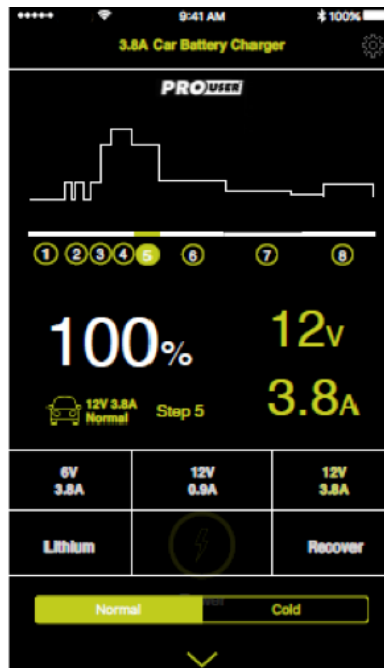 9:41 AM 100%
3.8A Car Battery Charger
PRO USER
1 2 3 4 5 6 7 8
100% 12V
3.8A
12V 3.8A
Normal Step 5
6V 12V 12V
3.8A 0.9A 3.8A
Lithium Recover
Normal Cold